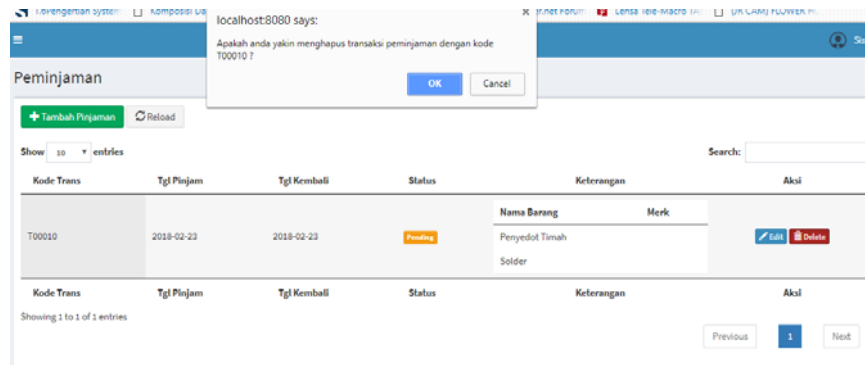 localhost:8080 says:
Apakah anda yakin menghapus transaksi peminjaman dengan kode
T00010 ?
OK Cancel
Peminjaman
Tambah Pinjaman Reload
Show 10 entries Search:
Kode Trans Tgl Pinjam Tgl Kembali Status Keterangan Aksi
Nama Barang Merk
T00010 2018-02-23 2018-02-23 Pending Penyedot Timah Edit Delete
Solder
Kode Trans Tgl Pinjam Tgl Kembali Status Keterangan Aksi
Showing 1 to 1 of 1 entries
Previous 1 Next